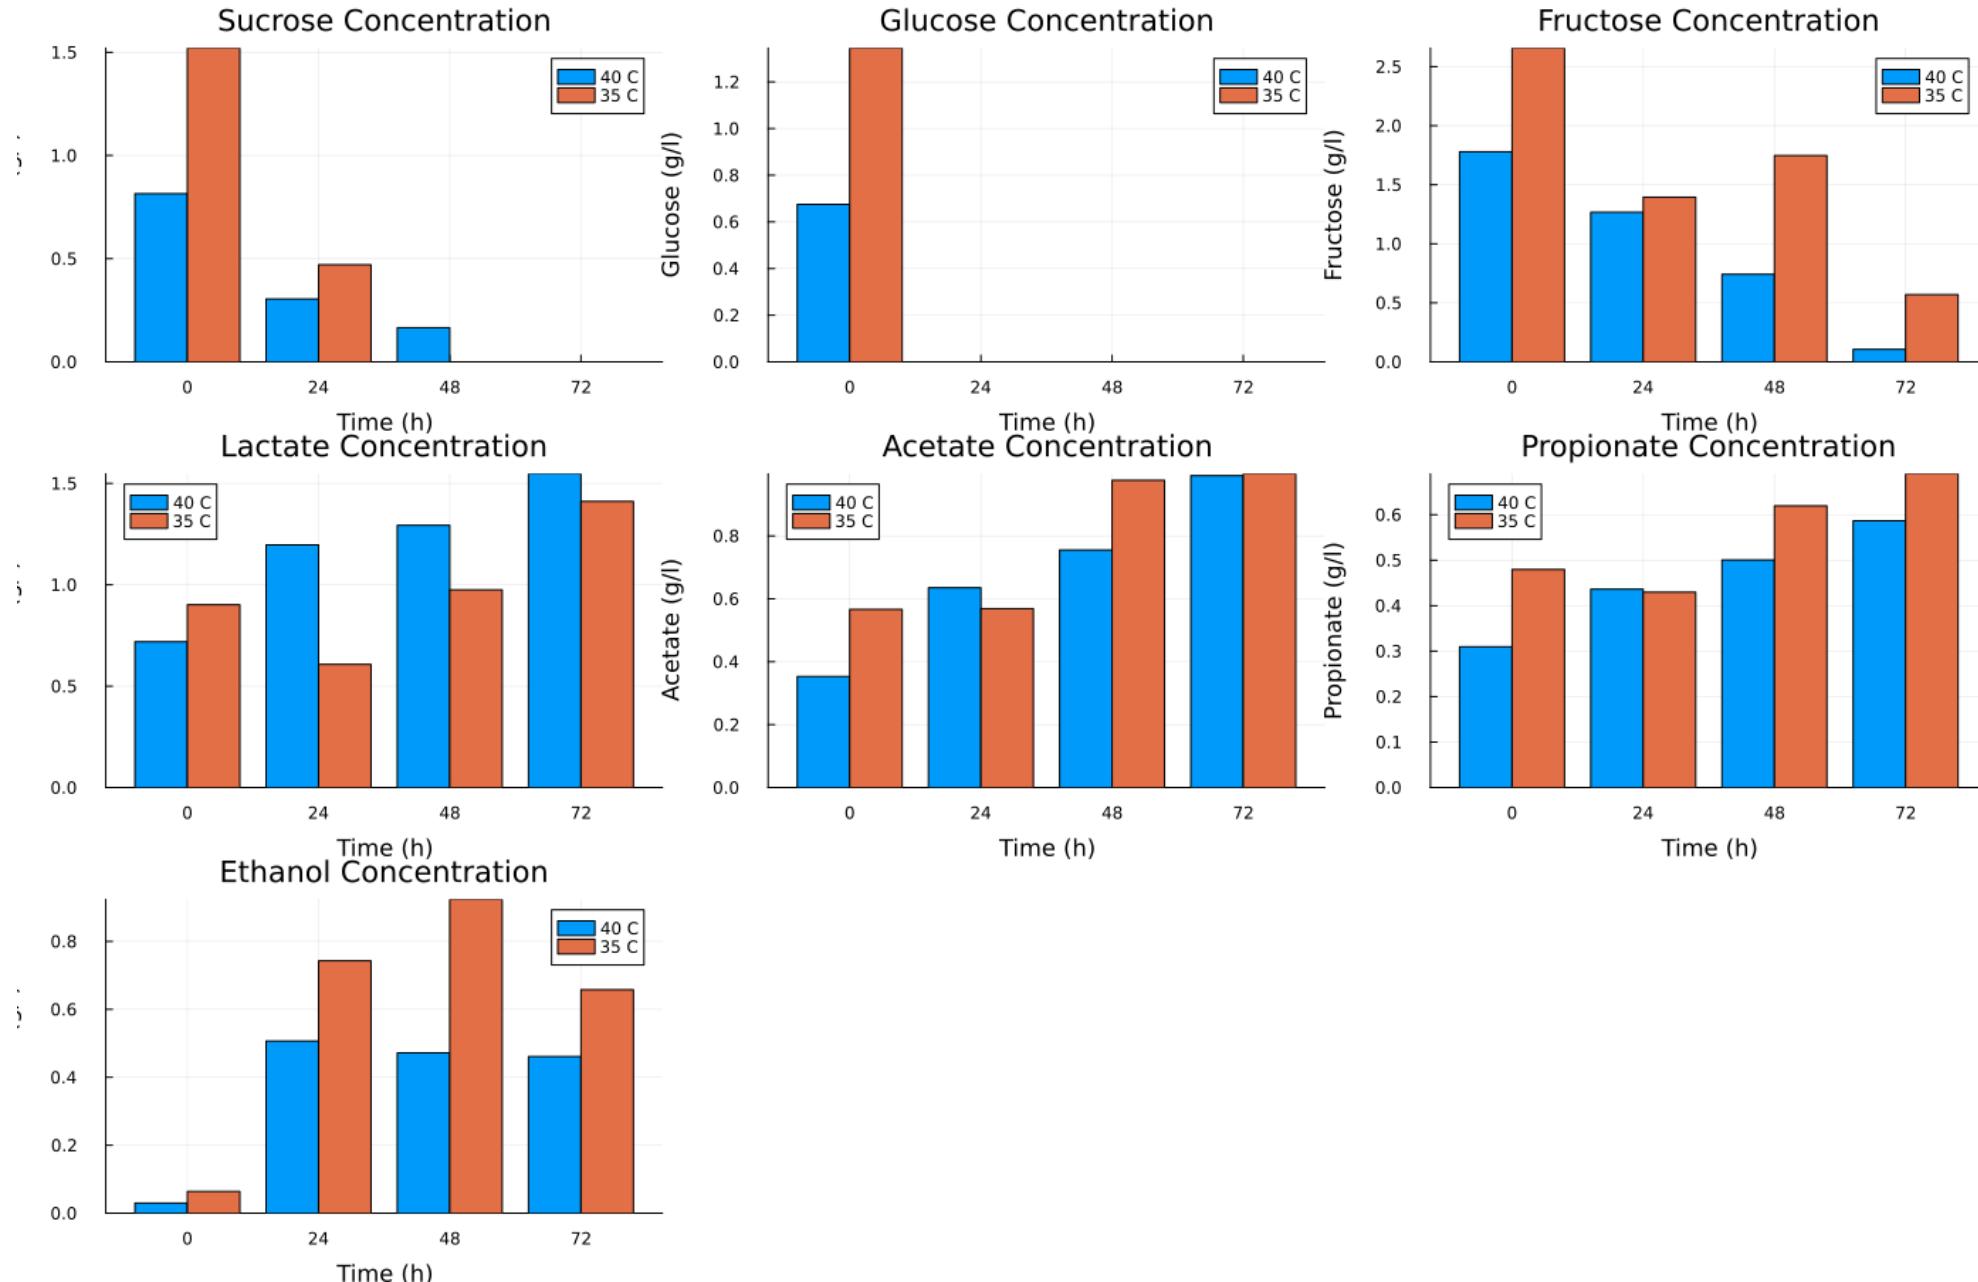 Sucrose Concentration
1.5
1.0
0.5
0.0
40 C
35 C
0 24 48 72
Time (h)
Glucose Concentration
Glucose (g/l)
1.2
1.0
0.8
0.6
0.4
0.2
0.0
40 C
35 C
0 24 48 72
Time (h)
Fructose Concentration
Fructose (g/l)
2.5
2.0
1.5
1.0
0.5
0.0
40 C
35 C
0 24 48 72
Time (h)
Lactate Concentration
1.5
1.0
0.5
0.0
40 C
35 C
0 24 48 72
Time (h)
Acetate Concentration
Acetate (g/l)
0.8
0.6
0.4
0.2
0.0
40 C
35 C
0 24 48 72
Time (h)
Propionate Concentration
Propionate (g/l)
0.6
0.5
0.4
0.3
0.2
0.1
0.0
40 C
35 C
0 24 48 72
Time (h)
Ethanol Concentration
0.8
0.6
0.4
0.2
0.0
40 C
35 C
0 24 48 72
Time (h)